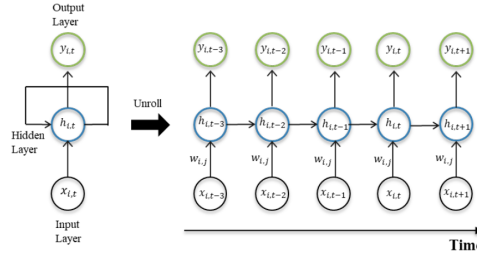 Output
Layer
y_{i,t}
h_{i,t}
Hidden
Layer
x_{i,t}
Input
Layer
Unroll
y_{i,t-3} y_{i,t-2} y_{i,t-1} y_{i,t} y_{i,t+1}
h_{i,t-3} h_{i,t-2} h_{i,t-1} h_{i,t} h_{i,t+1}
w_{i,j} w_{i,j} w_{i,j} w_{i,j} w_{i,j}
x_{i,t-3} x_{i,t-2} x_{i,t-1} x_{i,t} x_{i,t+1}
Time